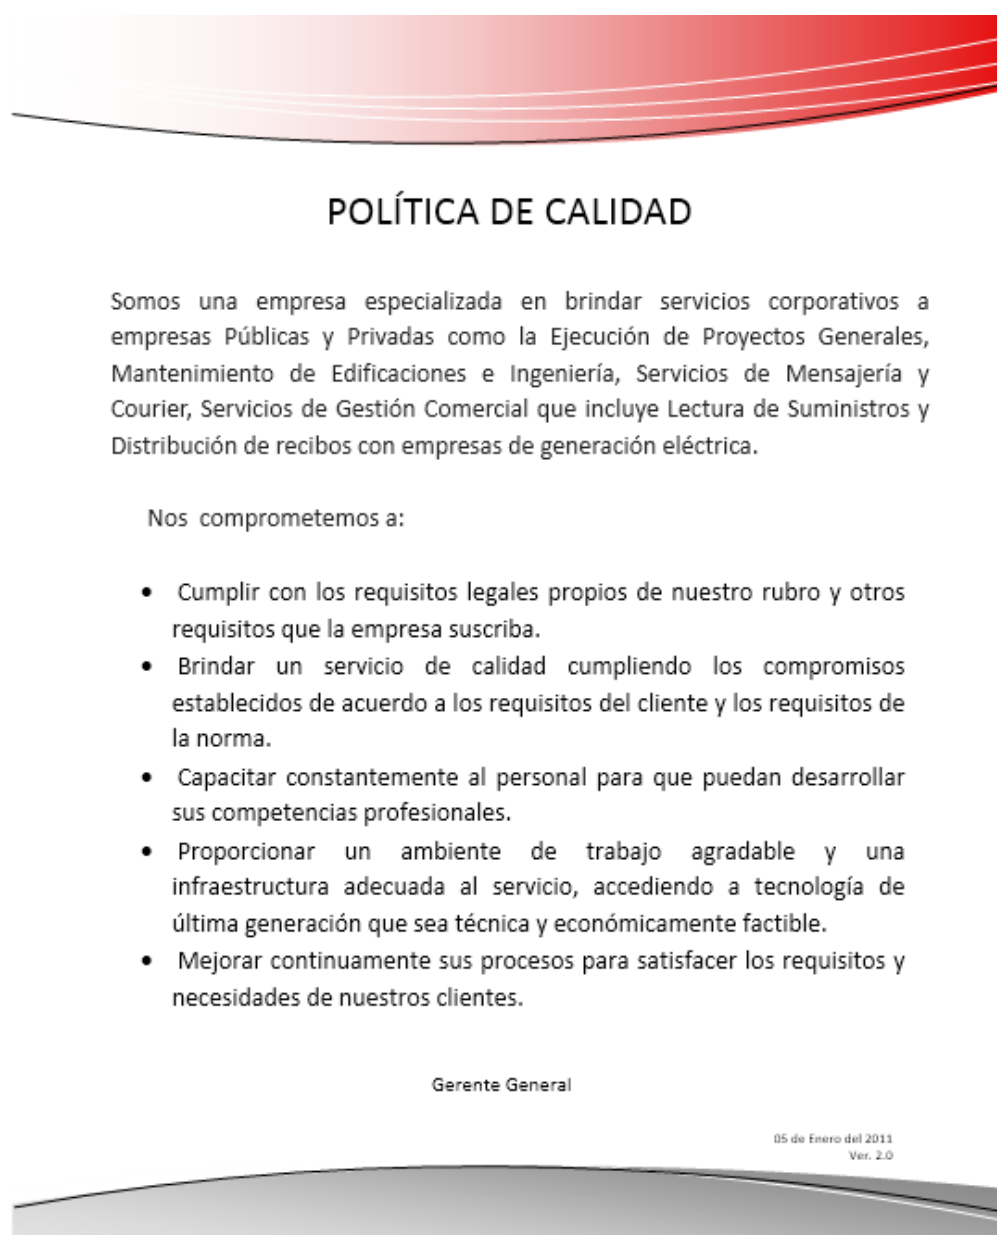 POLÍTICA DE CALIDAD
Somos una empresa especializada en brindar servicios corporativos a
empresas Públicas y Privadas como la Ejecución de Proyectos Generales,
Mantenimiento de Edificaciones e Ingeniería, Servicios de Mensajería y
Courier, Servicios de Gestión Comercial que incluye Lectura de Suministros y
Distribución de recibos con empresas de generación eléctrica.
Nos comprometemos a:
• Cumplir con los requisitos legales propios de nuestro rubro y otros
requisitos que la empresa suscriba.
• Brindar un servicio de calidad cumpliendo los compromisos
establecidos de acuerdo a los requisitos del cliente y los requisitos de
la norma.
• Capacitar constantemente al personal para que puedan desarrollar
sus competencias profesionales.
• Proporcionar un ambiente de trabajo agradable y una
infraestructura adecuada al servicio, accediendo a tecnología de
última generación que sea técnica y económicamente factible.
• Mejorar continuamente sus procesos para satisfacer los requisitos y
necesidades de nuestros clientes.
Gerente General
05 de Enero del 2011
Ver. 2.0